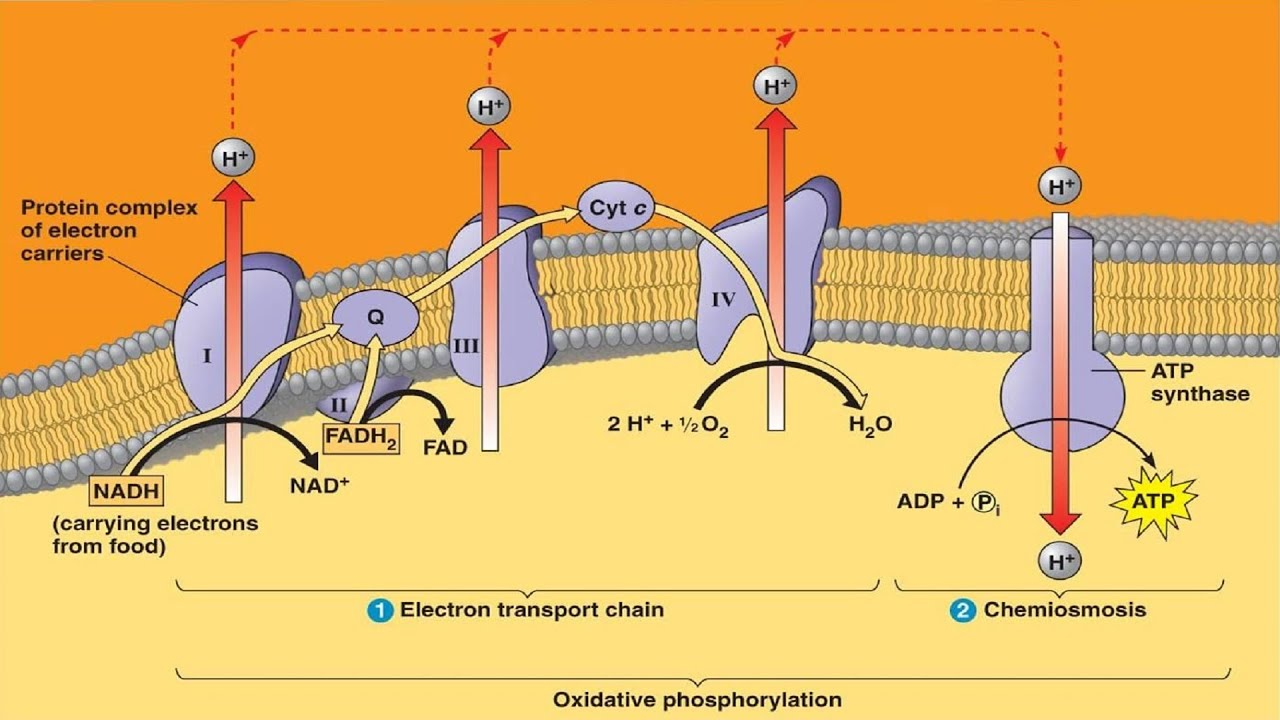 H⁺
H⁺
H⁺
H⁺
Protein complex
of electron
carriers
Cyt c
Q
I
II
III
IV
ATP
synthase
NADH
(carrying electrons
from food)
NAD⁺
FADH₂
FAD
2 H⁺ + ½ O₂
H₂O
ADP + Pᵢ
ATP
H⁺
1 Electron transport chain
2 Chemiosmosis
Oxidative phosphorylation